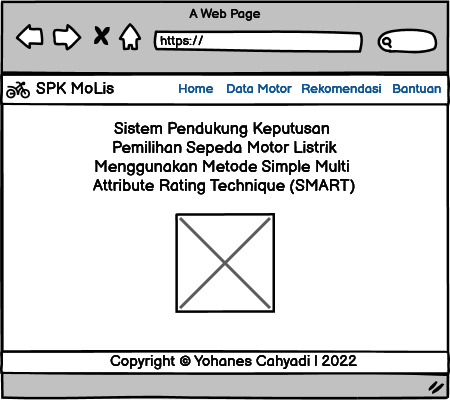 A Web Page
https://
SPK MoLis Home Data Motor Rekomendasi Bantuan
Sistem Pendukung Keputusan
Pemilihan Sepeda Motor Listrik
Menggunakan Metode Simple Multi
Attribute Rating Technique (SMART)
Copyright © Yohanes Cahyadi | 2022